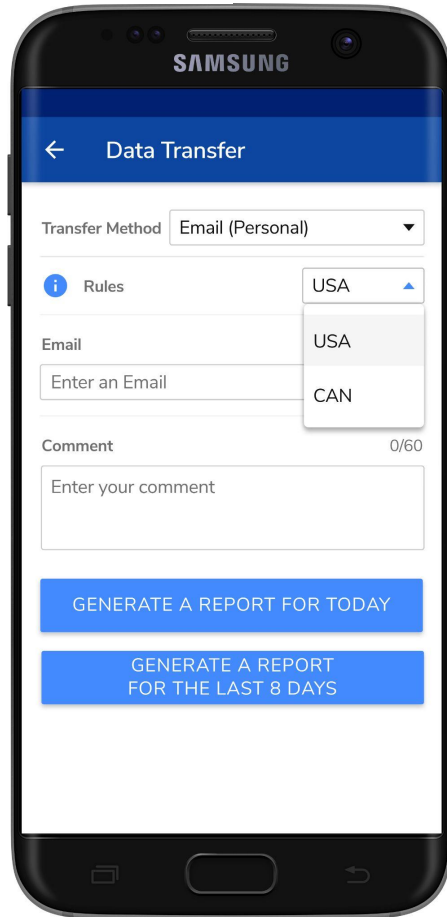 SAMSUNG
Data Transfer
Transfer Method Email (Personal)
i Rules USA
USA
Email
Enter an Email
CAN
Comment 0/60
Enter your comment
GENERATE A REPORT FOR TODAY
GENERATE A REPORT
FOR THE LAST 8 DAYS